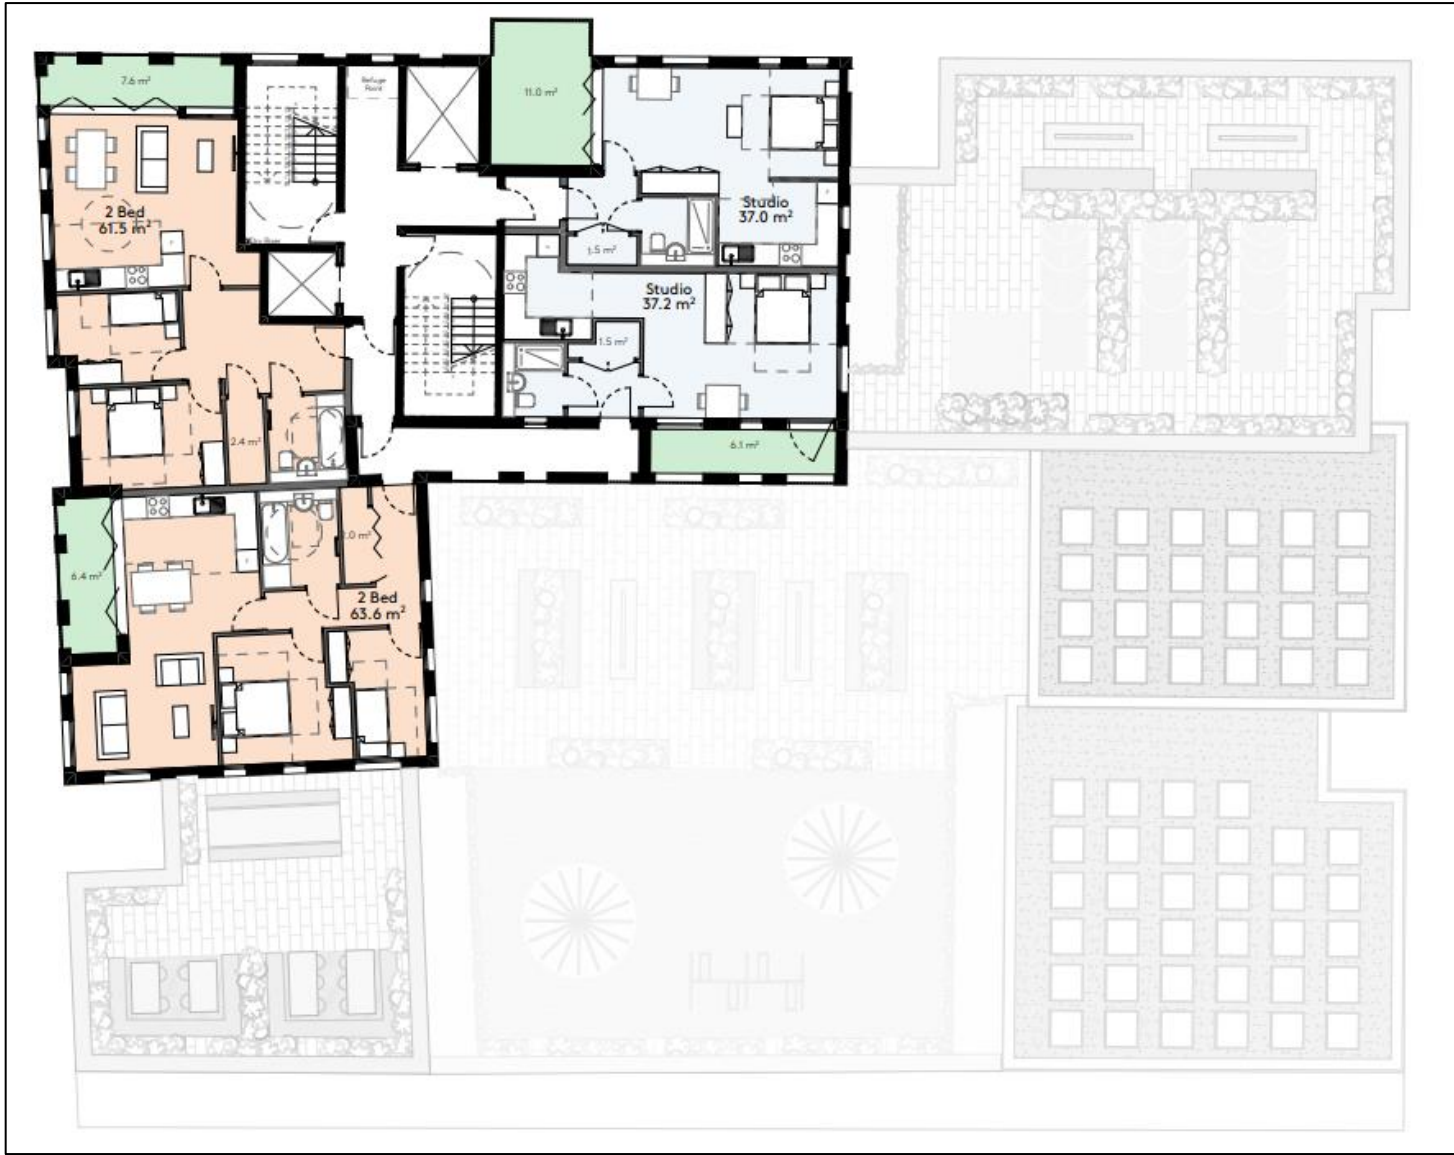 7.6 m²
Refuge
Point
11.0 m²
2 Bed
61.5 m²
Studio
37.0 m²
1.5 m²
Studio
37.2 m²
1.5 m²
2.4 m²
6.1 m²
6.4 m²
2.0 m²
2 Bed
63.6 m²